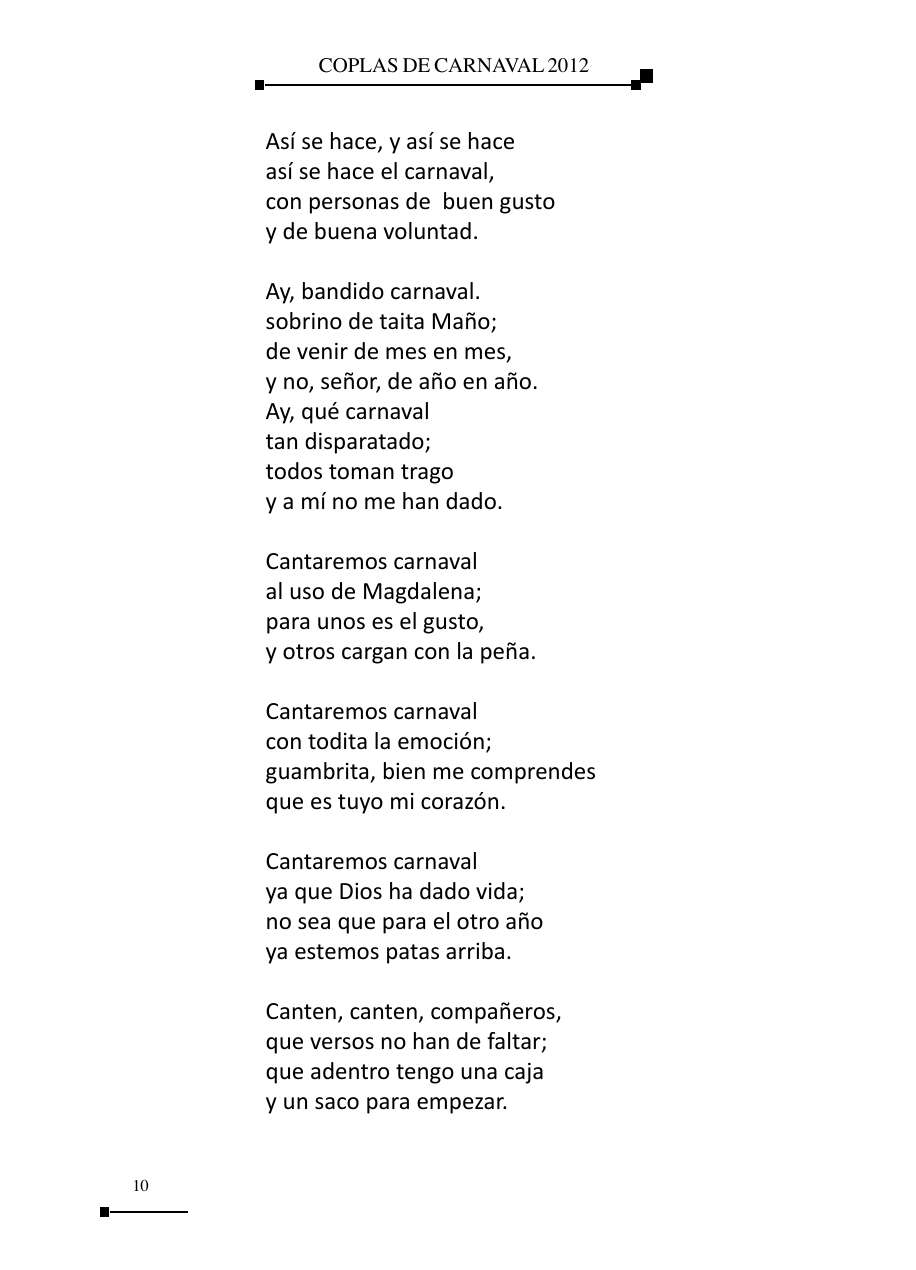 COPLAS DE CARNAVAL 2012
Así se hace, y así se hace
así se hace el carnaval,
con personas de  buen gusto
y de buena voluntad.
Ay, bandido carnaval.
sobrino de taita Maño;
de venir de mes en mes,
y no, señor, de año en año.
Ay, qué carnaval
tan disparatado;
todos toman trago
y a mí no me han dado.
Cantaremos carnaval
al uso de Magdalena;
para unos es el gusto,
y otros cargan con la peña.
Cantaremos carnaval
con todita la emoción;
guambrita, bien me comprendes
que es tuyo mi corazón.
Cantaremos carnaval
ya que Dios ha dado vida;
no sea que para el otro año
ya estemos patas arriba.
Canten, canten, compañeros,
que versos no han de faltar;
que adentro tengo una caja
y un saco para empezar.
10